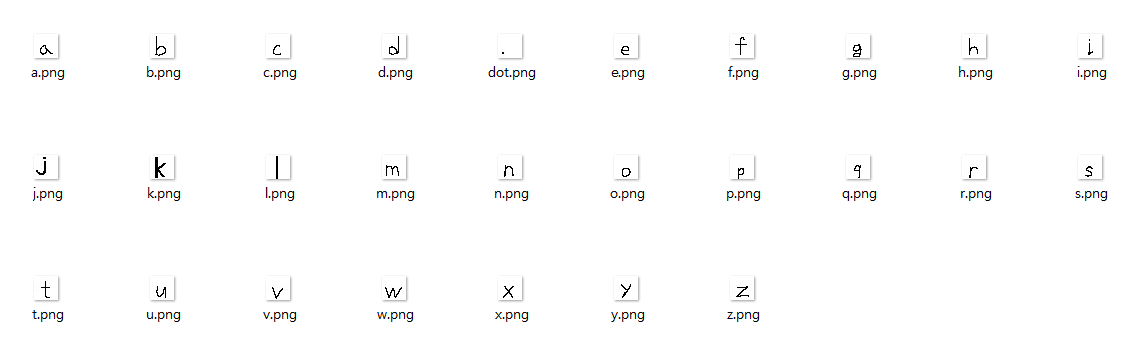 a b c d . e f g h i
a.png b.png c.png d.png dot.png e.png f.png g.png h.png i.png
j k l m n o p q r s
j.png k.png l.png m.png n.png o.png p.png q.png r.png s.png
t u v w x y z
t.png u.png v.png w.png x.png y.png z.png